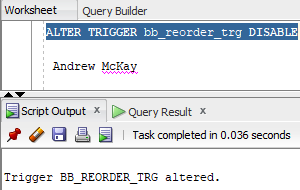 Worksheet Query Builder
ALTER TRIGGER bb_reorder_trg DISABLE
Andrew McKay
Script Output x Query Result x
Task completed in 0.036 seconds
Trigger BB_REORDER_TRG altered.